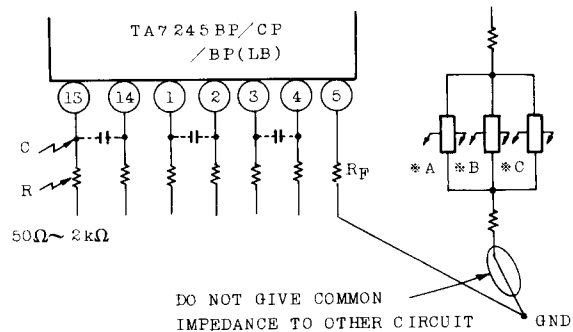 TA7245BP/CP
/BP(LB)
13 14 1 2 3 4 5
C
R
RF
※A ※B ※C
50Ω~2kΩ
DO NOT GIVE COMMON
IMPEDANCE TO OTHER CIRCUIT
GND